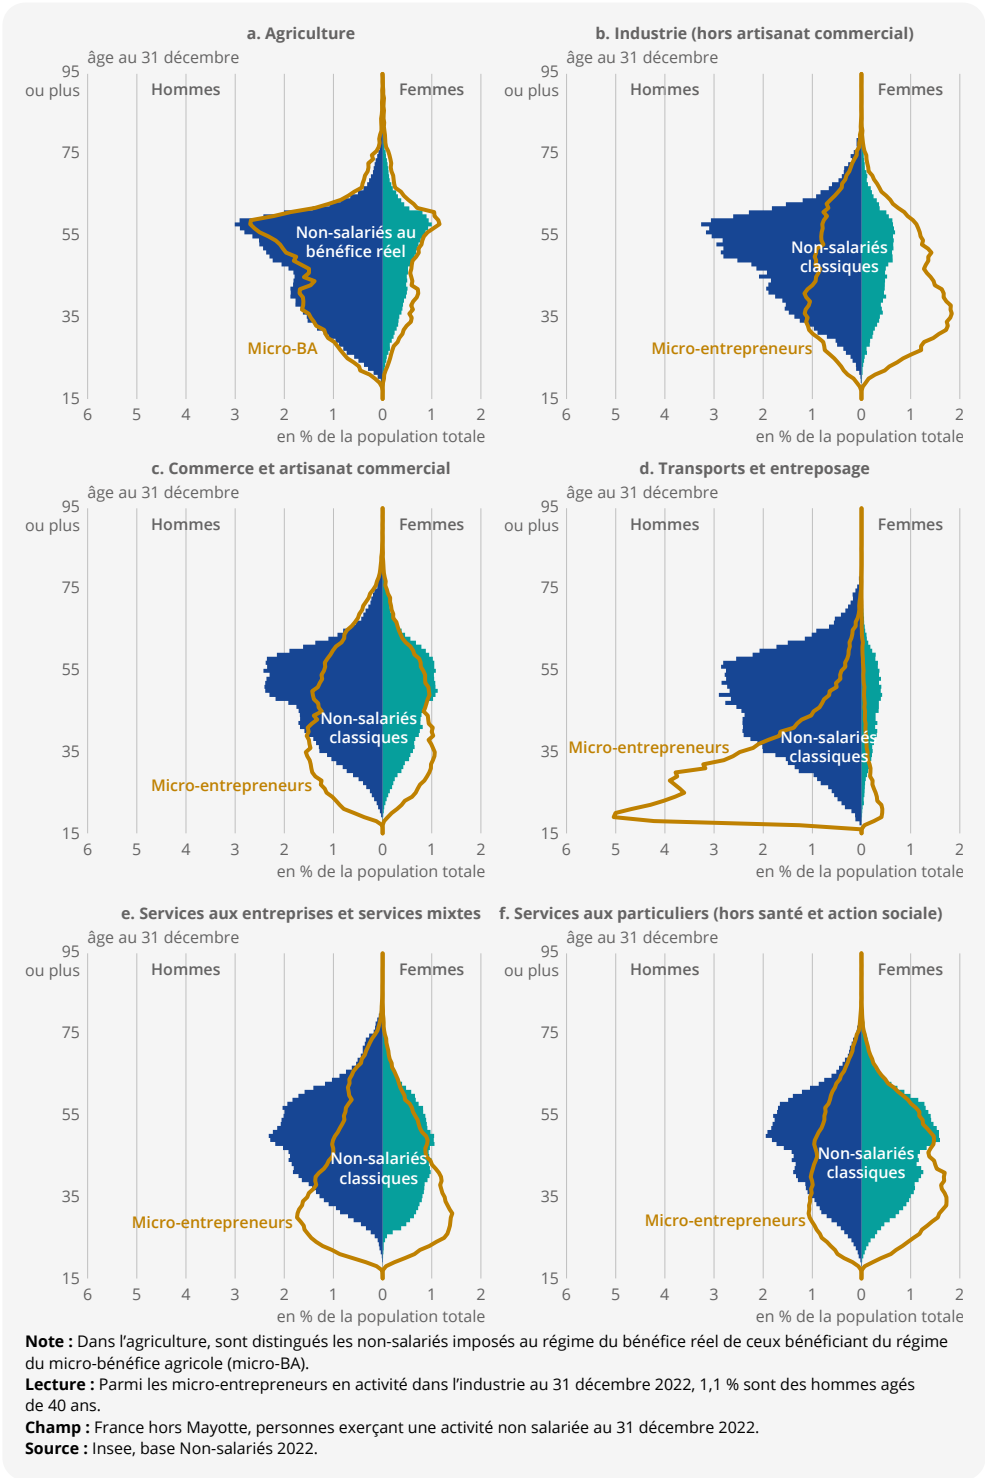 a. Agriculture
âge au 31 décembre
95
ou plus
Hommes
Femmes
75
55
35
15
Non-salariés au
bénéfice réel
Micro-BA
6 5 4 3 2 1 0 1 2
en % de la population totale
b. Industrie (hors artisanat commercial)
âge au 31 décembre
95
ou plus
Hommes
Femmes
75
55
35
15
Non-salariés
classiques
Micro-entrepreneurs
6 5 4 3 2 1 0 1 2
en % de la population totale
c. Commerce et artisanat commercial
âge au 31 décembre
95
ou plus
Hommes
Femmes
75
55
35
15
Non-salariés
classiques
Micro-entrepreneurs
6 5 4 3 2 1 0 1 2
en % de la population totale
d. Transports et entreposage
âge au 31 décembre
95
ou plus
Hommes
Femmes
75
55
35
15
Micro-entrepreneurs
Non-salariés
classiques
6 5 4 3 2 1 0 1 2
en % de la population totale
e. Services aux entreprises et services mixtes
âge au 31 décembre
95
ou plus
Hommes
Femmes
75
55
35
15
Non-salariés
classiques
Micro-entrepreneurs
6 5 4 3 2 1 0 1 2
en % de la population totale
f. Services aux particuliers (hors santé et action sociale)
âge au 31 décembre
95
ou plus
Hommes
Femmes
75
55
35
15
Non-salariés
classiques
Micro-entrepreneurs
6 5 4 3 2 1 0 1 2
en % de la population totale
Note : Dans l’agriculture, sont distingués les non-salariés imposés au régime du bénéfice réel de ceux bénéficiant du régime
du micro-bénéfice agricole (micro-BA).
Lecture : Parmi les micro-entrepreneurs en activité dans l’industrie au 31 décembre 2022, 1,1 % sont des hommes agés
de 40 ans.
Champ : France hors Mayotte, personnes exerçant une activité non salariée au 31 décembre 2022.
Source : Insee, base Non-salariés 2022.